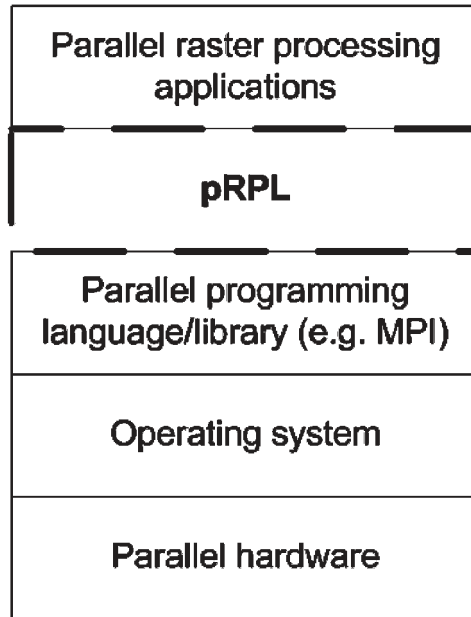 Parallel raster processing
applications
pRPL
Parallel programming
language/library (e.g. MPI)
Operating system
Parallel hardware